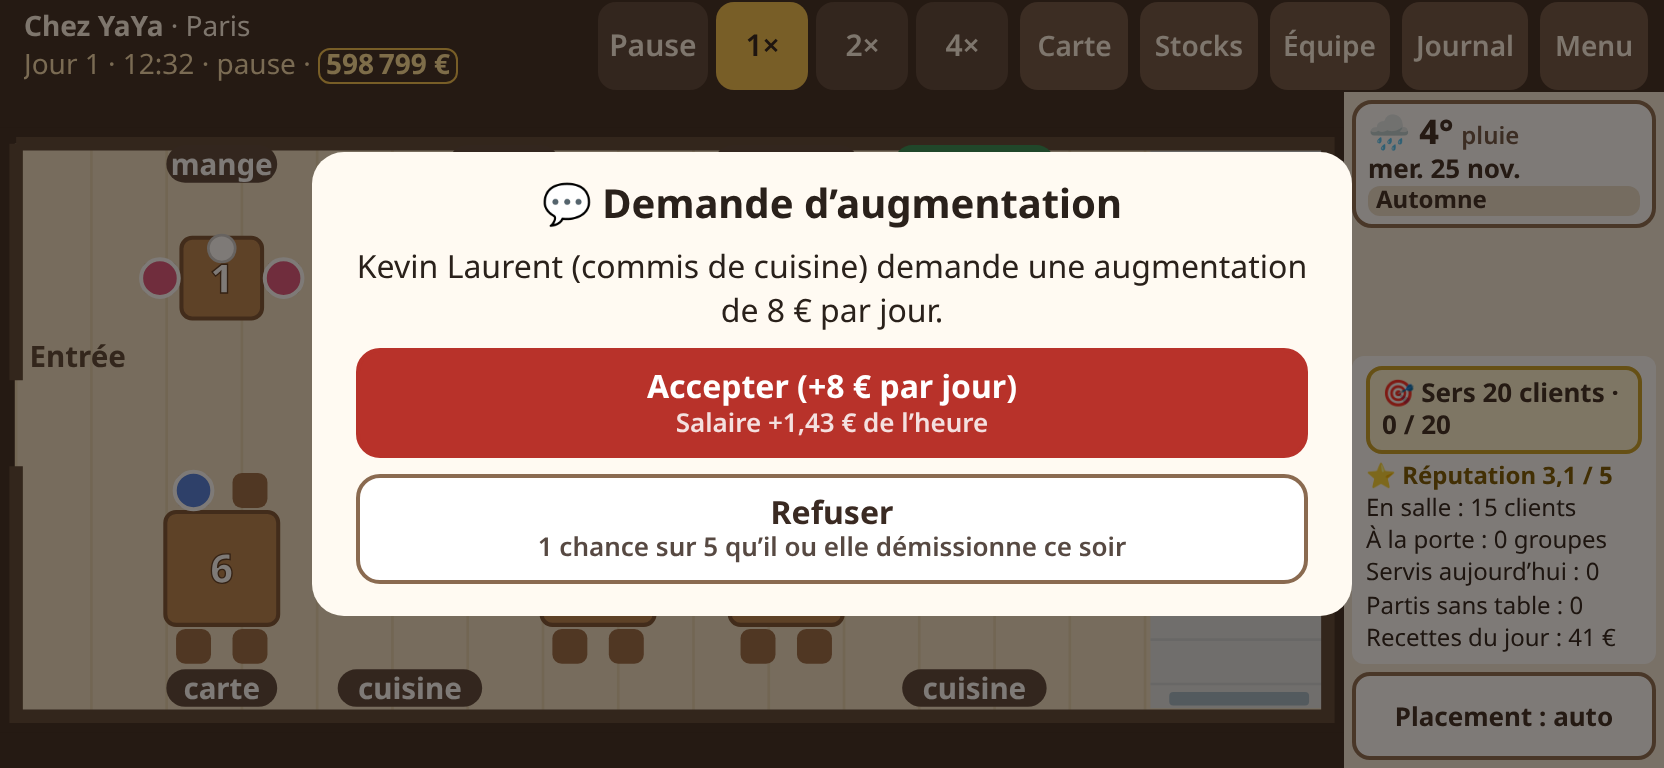 Chez YaYa · Paris
Jour 1 · 12:32 · pause · 598 799 €
Pause
1×
2×
4×
Carte
Stocks
Équipe
Journal
Menu
mange
1
Entrée
6
carte
cuisine
cuisine
💬 Demande d’augmentation
Kevin Laurent (commis de cuisine) demande une augmentation
de 8 € par jour.
Accepter (+8 € par jour)
Salaire +1,43 € de l’heure
Refuser
1 chance sur 5 qu’il ou elle démissionne ce soir
🌧️ 4° pluie
mer. 25 nov.
Automne
🎯 Sers 20 clients ·
0 / 20
⭐ Réputation 3,1 / 5
En salle : 15 clients
À la porte : 0 groupes
Servis aujourd’hui : 0
Partis sans table : 0
Recettes du jour : 41 €
Placement : auto